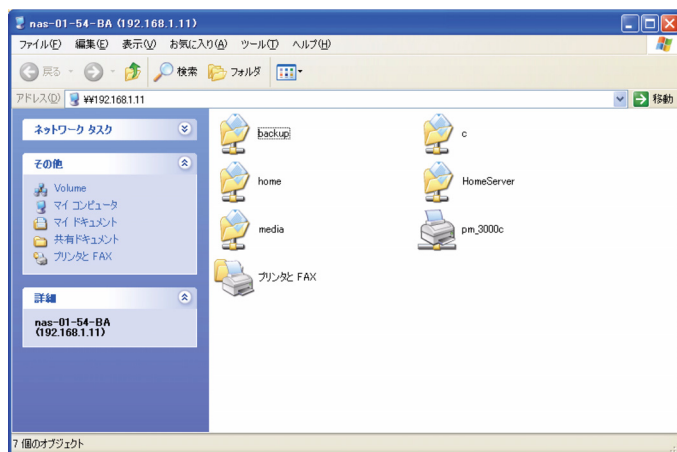 nas-01-54-BA (192.168.1.11)
ファイル(F) 編集(E) 表示(V) お気に入り(A) ツール(T) ヘルプ(H)
戻る 検索 フォルダ
アドレス(D) ¥¥192.168.1.11 移動
ネットワーク タスク
その他
Volume
マイ コンピュータ
マイ ドキュメント
共有ドキュメント
プリンタと FAX
詳細
nas-01-54-BA
(192.168.1.11)
backup
c
home
HomeServer
media
pm_3000c
プリンタと FAX
7 個のオブジェクト